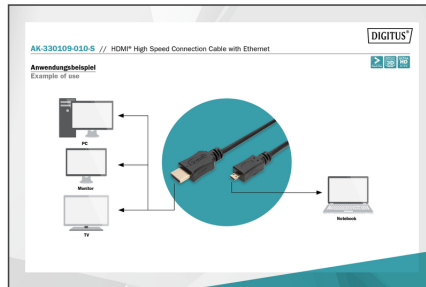 DIGITUS®
AK-330109-010-S // HDMI® High Speed Connection Cable with Ethernet
Anwendungsbeispiel
Example of use
PC
Monitor
TV
Notebook